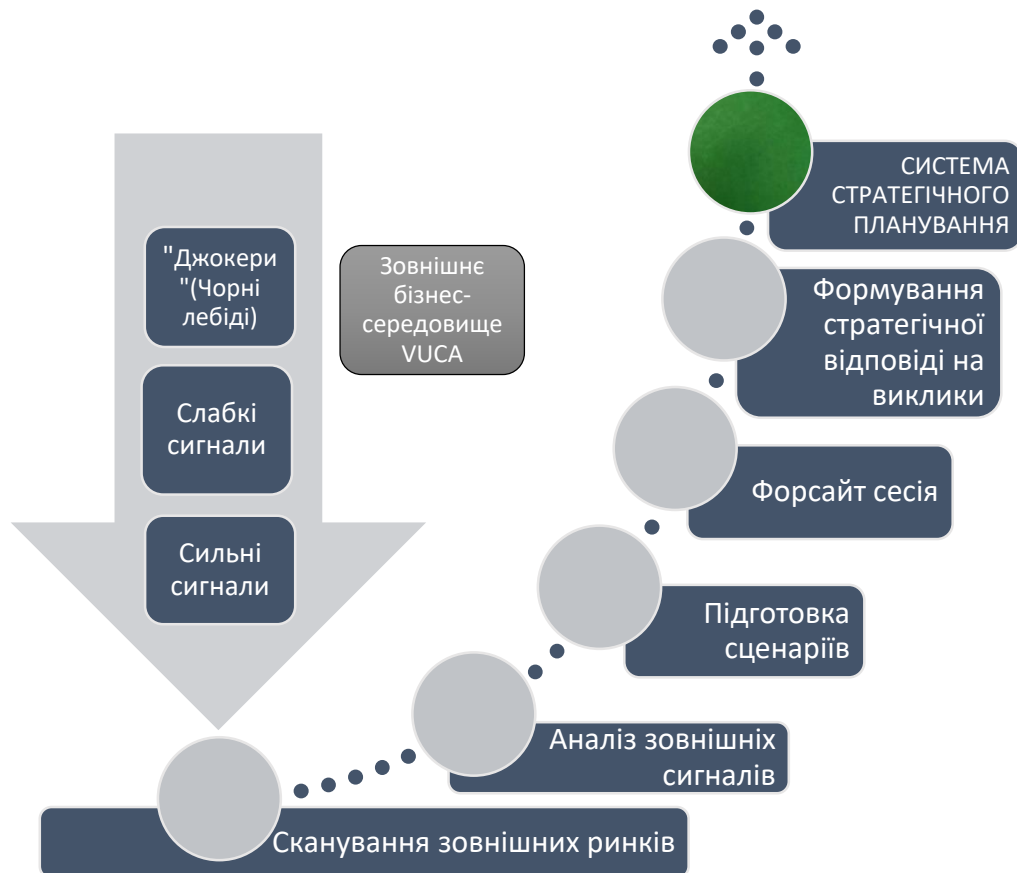 "Джокери
"(Чорні
лебіді)
Слабкі
сигнали
Сильні
сигнали
Зовнішнє
бізнес-
середовище
VUCA
СИСТЕМА
СТРАТЕГІЧНОГО
ПЛАНУВАННЯ
Формування
стратегічної
відповіді на
виклики
Форсайт сесія
Підготовка
сценаріїв
Аналіз зовнішніх
сигналів
Сканування зовнішних ринків